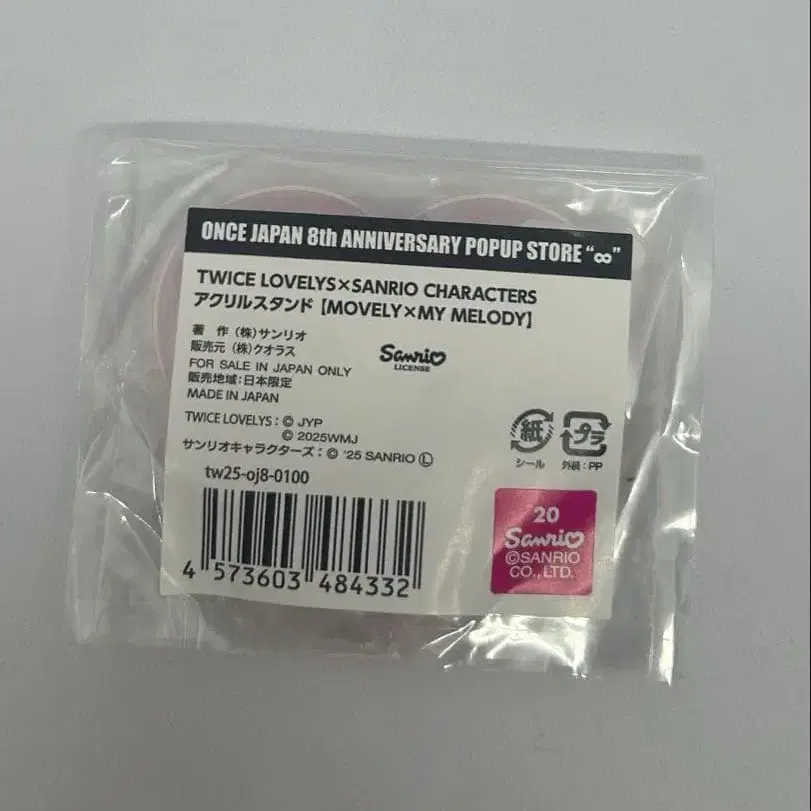 ONCE JAPAN 8th ANNIVERSARY POPUP STORE “∞”
TWICE LOVELYS×SANRIO CHARACTERS
アクリルスタンド【MOVELY×MY MELODY】
著 作 (株)サンリオ
販売元 (株)クオラス
FOR SALE IN JAPAN ONLY
販売地域:日本限定
MADE IN JAPAN
Sanrio
LICENSE
TWICE LOVELYS:© JYP
© 2025WMJ
サンリオキャラクターズ:© '25 SANRIO Ⓛ
紙
シール
プラ
外装:PP
tw25-oj8-0100
4 573603 484332
20
Sanrio
©SANRIO
CO., LTD.